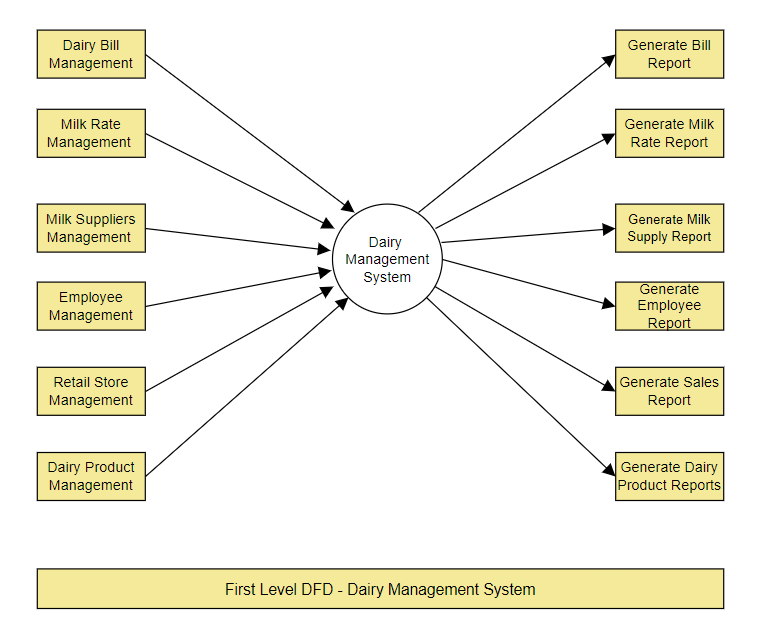 Dairy Bill
Management
Milk Rate
Management
Milk Suppliers
Management
Employee
Management
Retail Store
Management
Dairy Product
Management
Dairy
Management
System
Generate Bill
Report
Generate Milk
Rate Report
Generate Milk
Supply Report
Generate
Employee
Report
Generate Sales
Report
Generate Dairy
Product Reports
First Level DFD - Dairy Management System